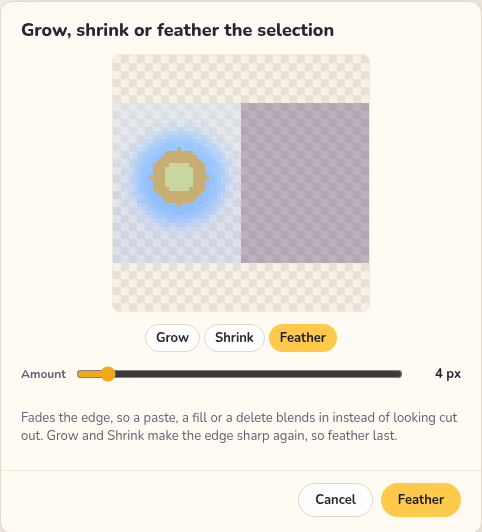 Grow, shrink or feather the selection
Grow Shrink Feather
Amount 4 px
Fades the edge, so a paste, a fill or a delete blends in instead of looking cut
out. Grow and Shrink make the edge sharp again, so feather last.
Cancel Feather